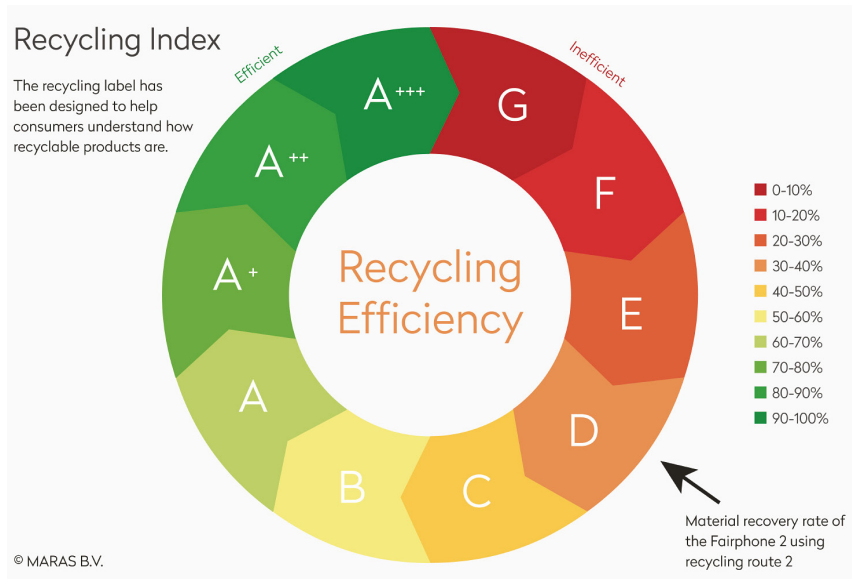 Recycling Index
The recycling label has
been designed to help
consumers understand how
recyclable products are.
Efficient
Inefficient
A+++
G
A++
F
A+
E
A
D
B
C
Recycling
Efficiency
0-10%
10-20%
20-30%
30-40%
40-50%
50-60%
60-70%
70-80%
80-90%
90-100%
Material recovery rate of
the Fairphone 2 using
recycling route 2
© MARAS B.V.